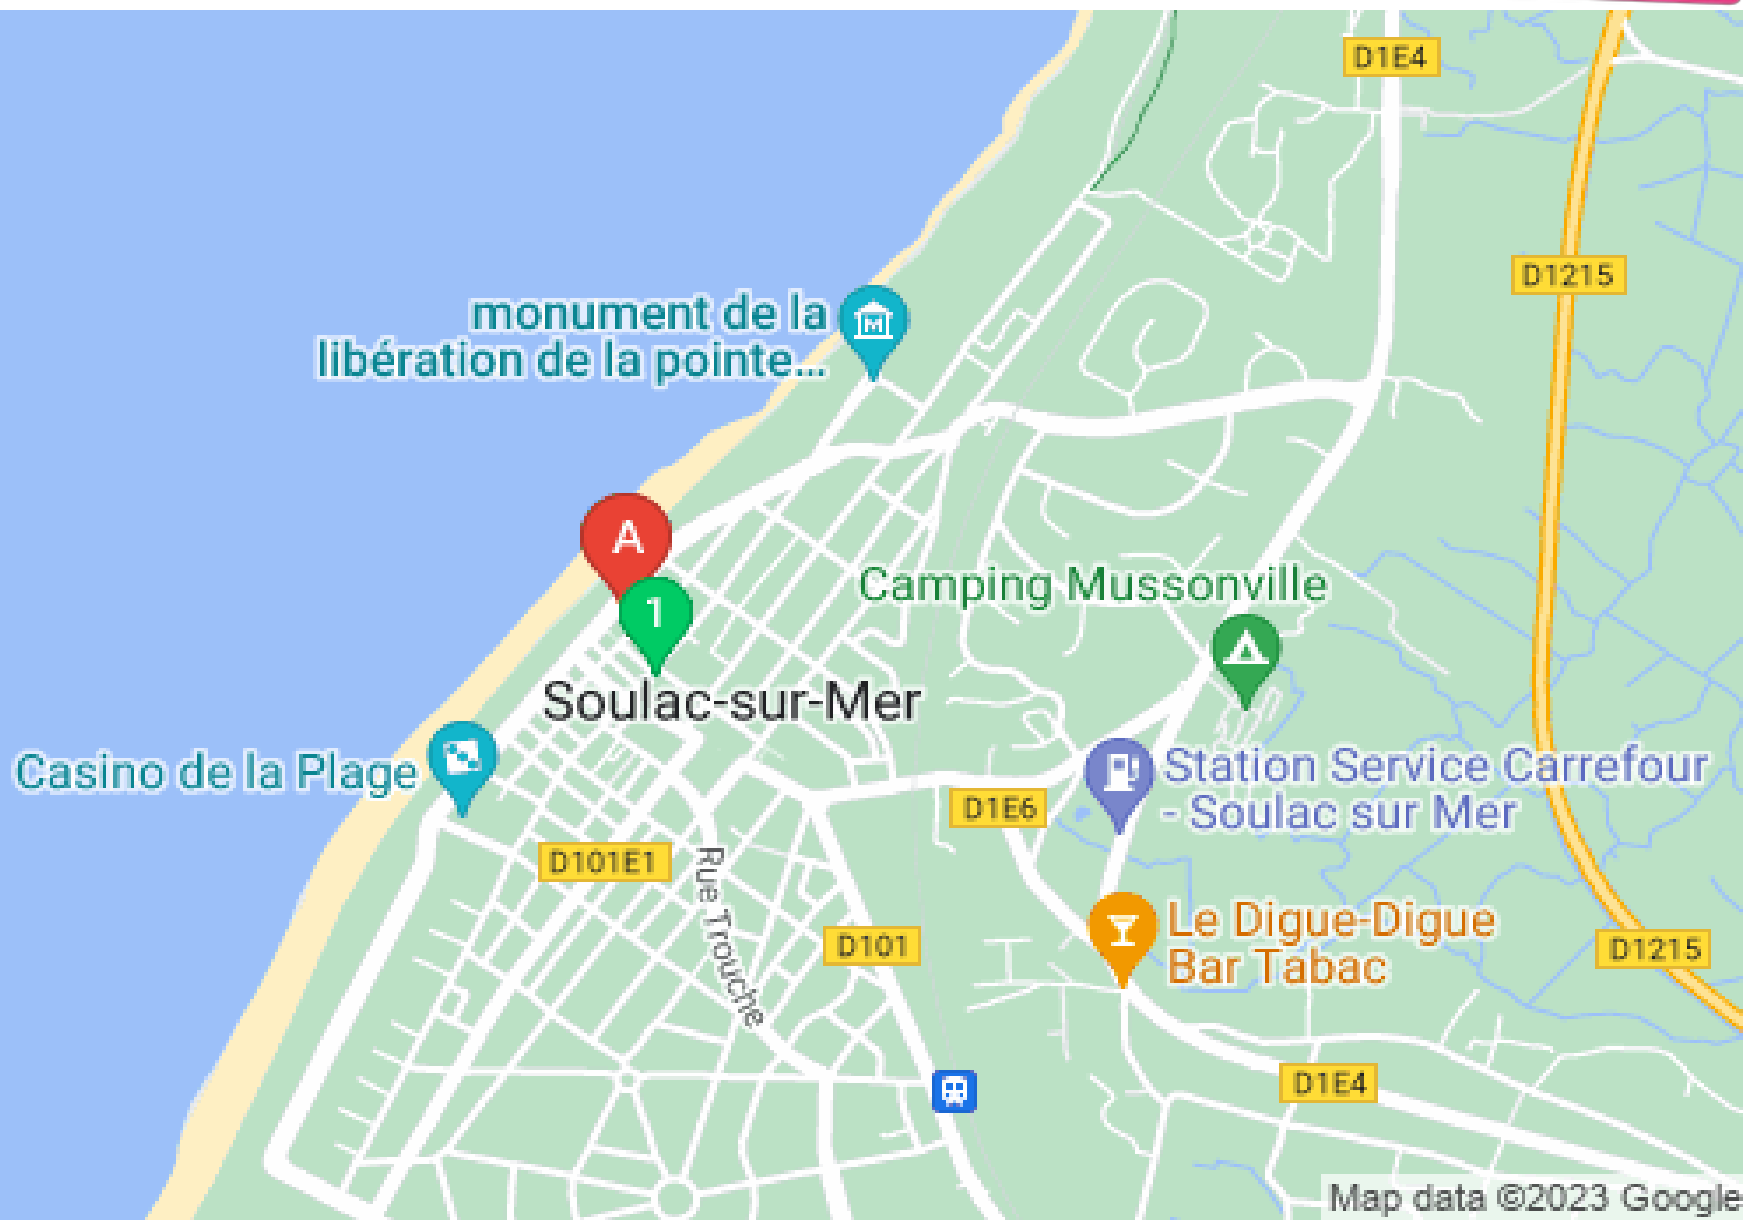 D1E4
D1215
monument de la
libération de la pointe...
A
Camping Mussonville
1
Soulac-sur-Mer
Casino de la Plage
Station Service Carrefour
- Soulac sur Mer
D1E6
D101E1
Rue Trouche
Le Digue-Digue
Bar Tabac
D101
D1215
D1E4
Map data ©2023 Google